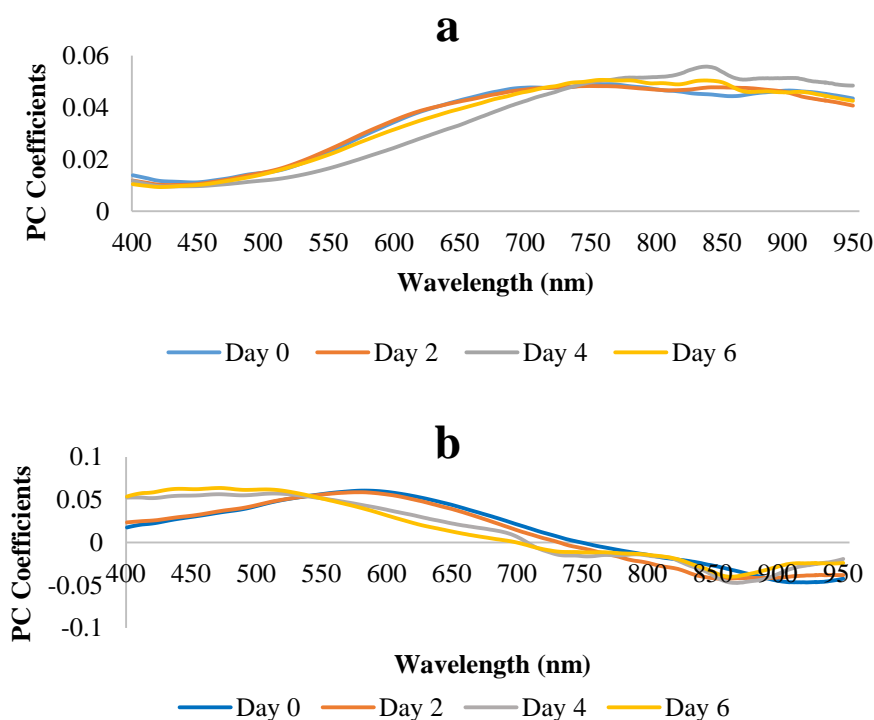 a
0.06
0.04
0.02
0
PC Coefficients
400 450 500 550 600 650 700 750 800 850 900 950
Wavelength (nm)
Day 0 Day 2 Day 4 Day 6
b
0.1
0.05
0
-0.05
-0.1
PC Coefficients
400 450 500 550 600 650 700 750 800 850 900 950
Wavelength (nm)
Day 0 Day 2 Day 4 Day 6